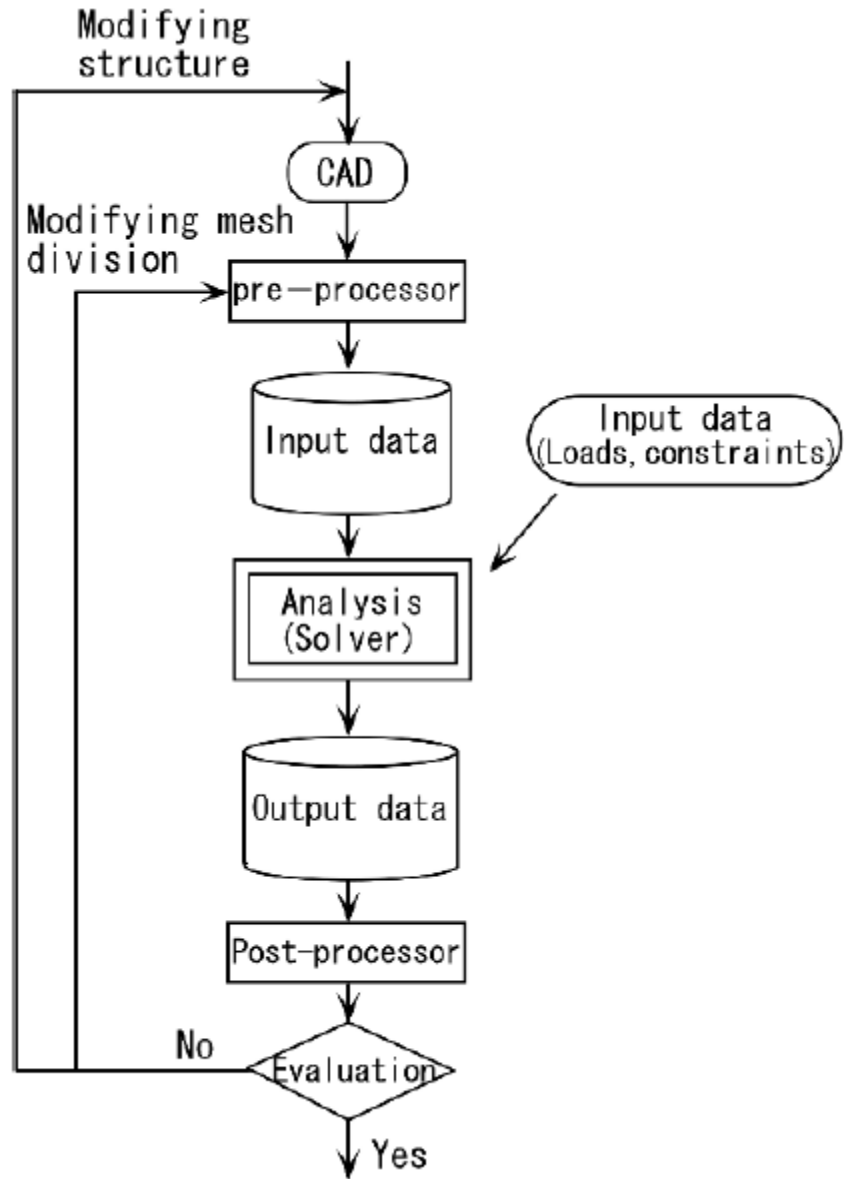 Modifying
structure
CAD
Modifying mesh
division
pre−processor
Input data
Input data
(Loads, constraints)
Analysis
(Solver)
Output data
Post-processor
No
Evaluation
Yes